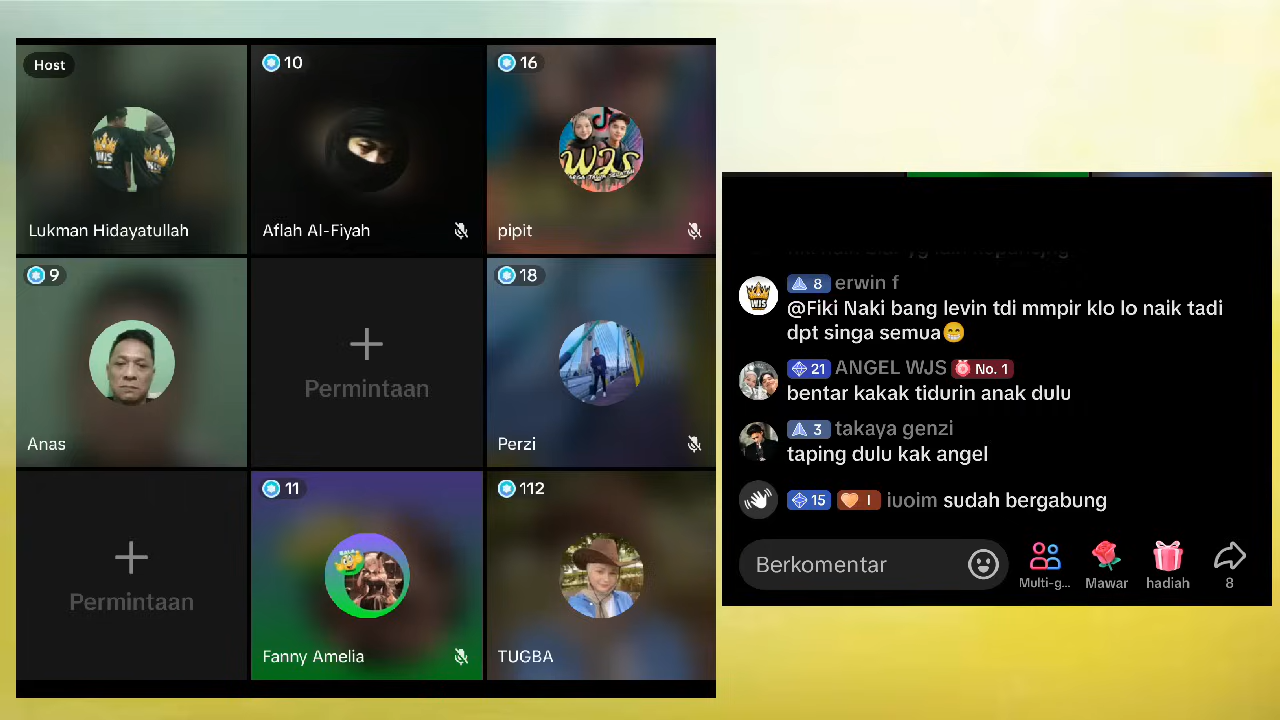 Host
10
16
WJS
Lukman Hidayatullah
Aflah Al-Fiyah
pipit
9
18
Permintaan
Anas
Perzi
11
112
Permintaan
Fanny Amelia
TUGBA
8 erwin f
@Fiki Naki bang levin tdi mmpir klo lo naik tadi
dpt singa semua😁
21 ANGEL WJS No. 1
bentar kakak tidurin anak dulu
3 takaya genzi
taping dulu kak angel
15 I iuoim sudah bergabung
Berkomentar
Multi-g...
Mawar
hadiah
8